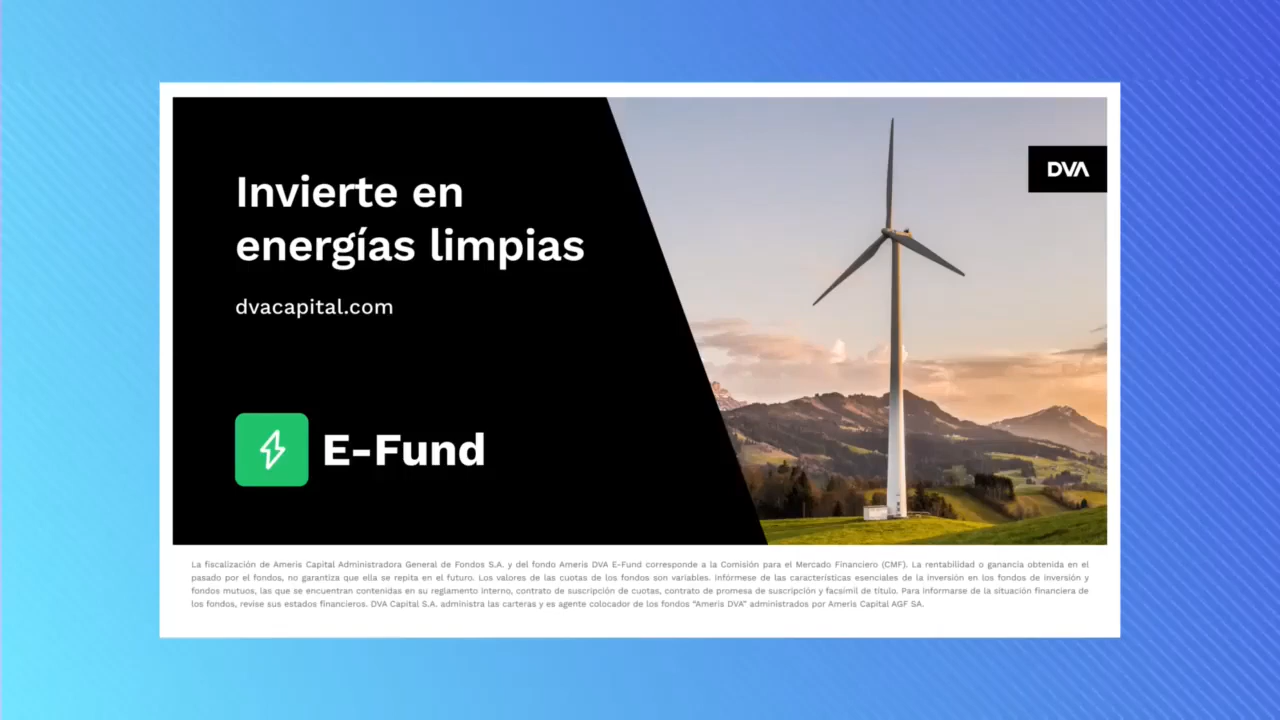 Invierte en
energías limpias
dvacapital.com
DVA
E-Fund
La fiscalización de Ameris Capital Administradora General de Fondos S.A. y del fondo Ameris DVA E-Fund corresponde a la Comisión para el Mercado Financiero (CMF). La rentabilidad o ganancia obtenida en el
pasado por el fondos, no garantiza que ella se repita en el futuro. Los valores de las cuotas de los fondos son variables. Infórmese de las características esenciales de la inversión en los fondos de inversión y
fondos mutuos, las que se encuentran contenidas en su reglamento interno, contrato de suscripción de cuotas, contrato de promesa de suscripción y facsímil de título. Para informarse de la situación financiera de
los fondos, revise sus estados financieros. DVA Capital S.A. administra las carteras y es agente colocador de los fondos “Ameris DVA” administrados por Ameris Capital AGF SA.